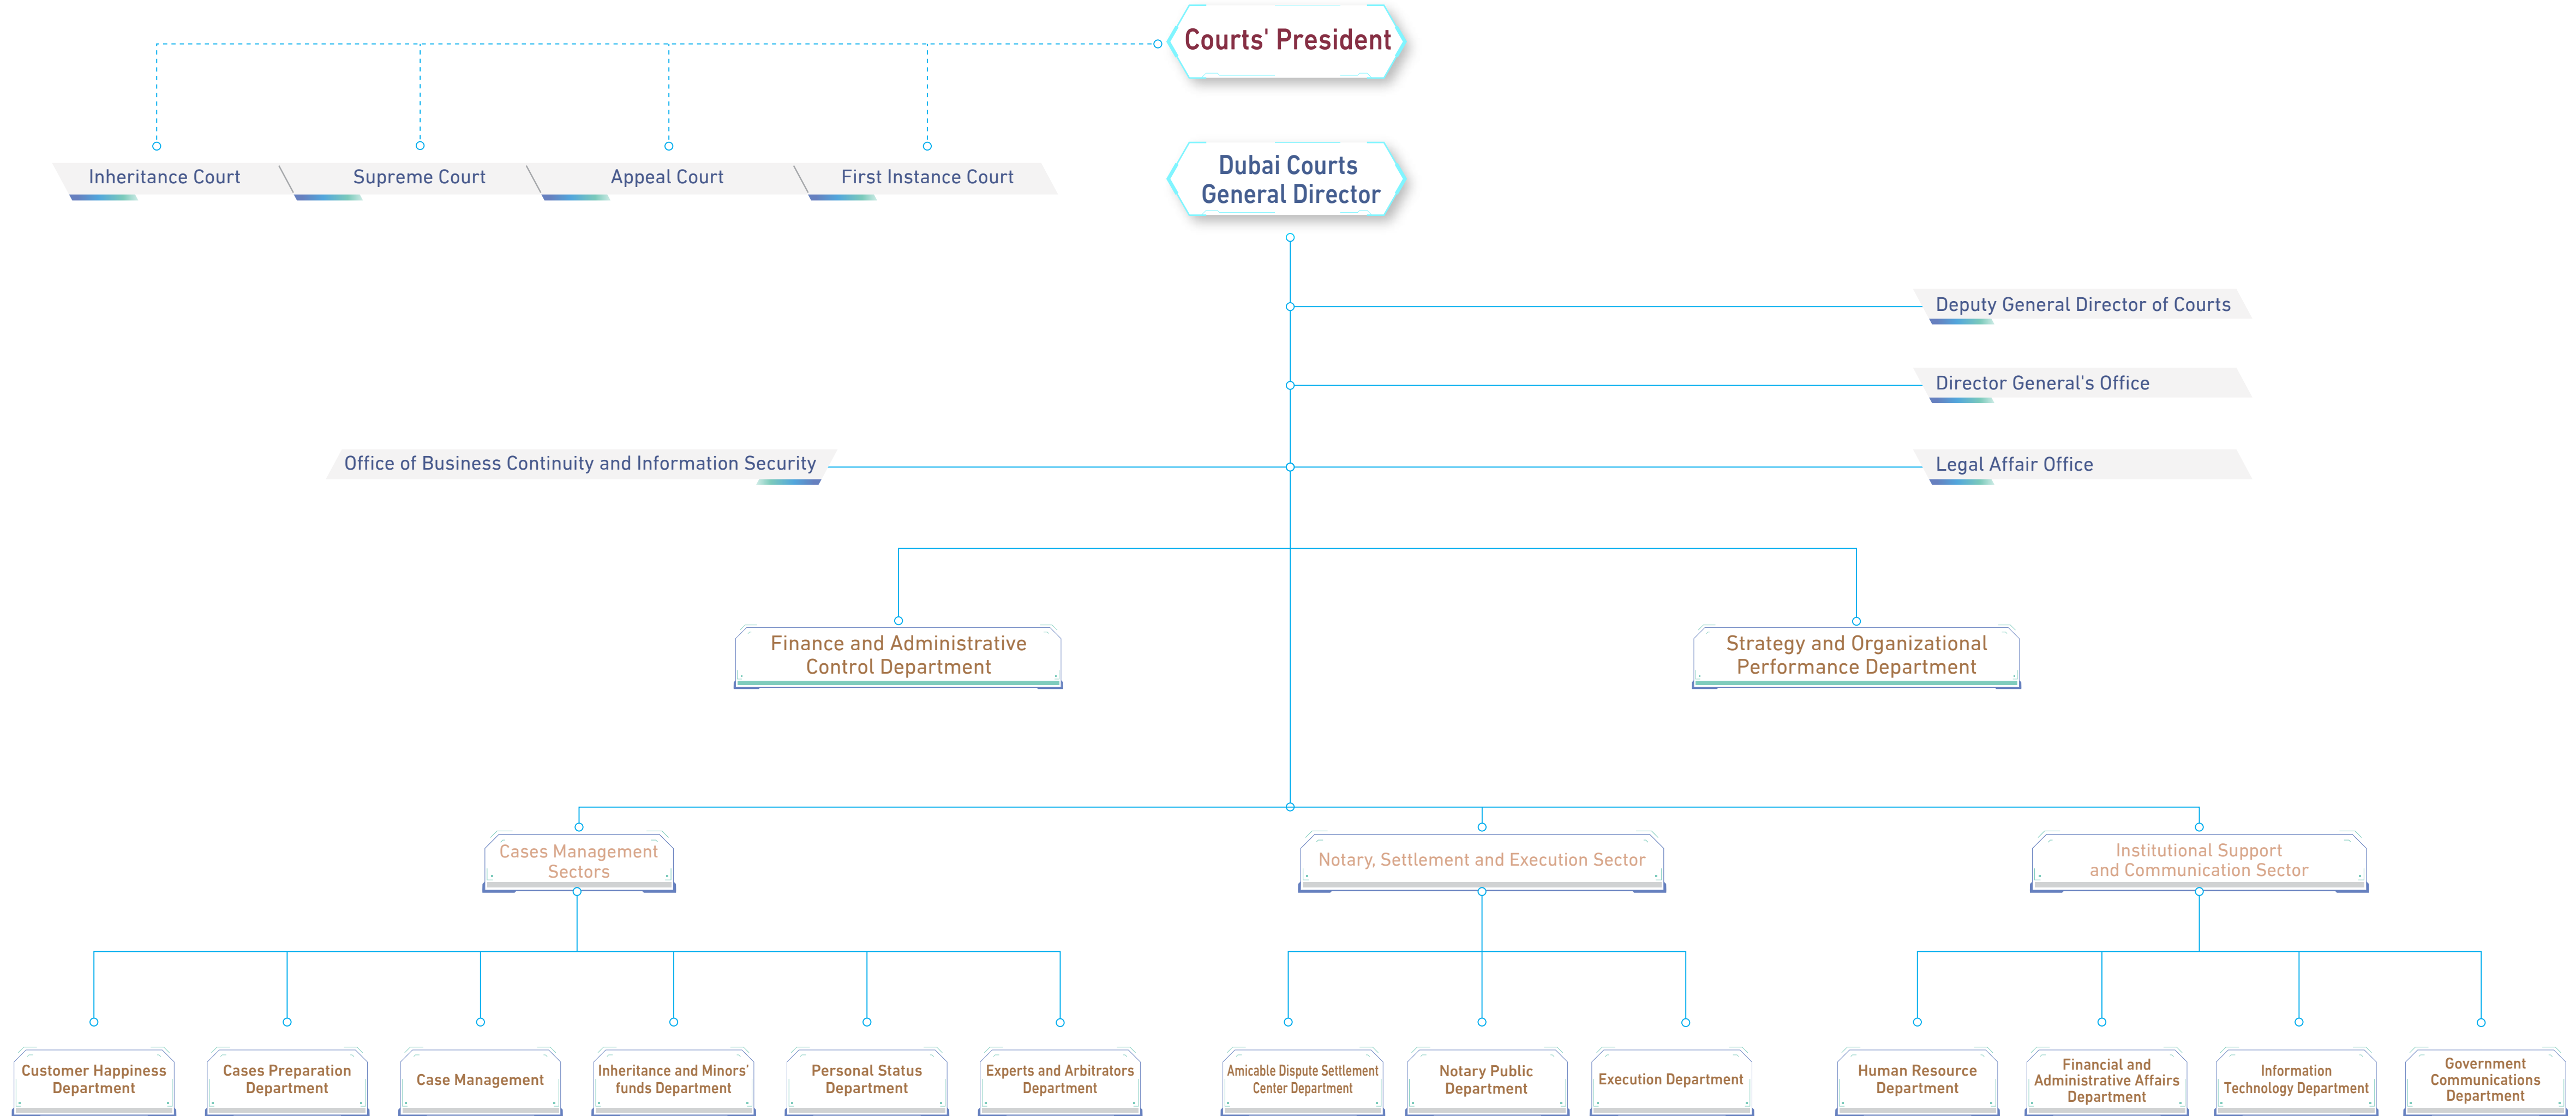 Courts' President
Inheritance Court
Supreme Court
Appeal Court
First Instance Court
Dubai Courts
General Director
Deputy General Director of Courts
Director General's Office
Office of Business Continuity and Information Security
Legal Affair Office
Finance and Administrative
Control Department
Strategy and Organizational
Performance Department
Cases Management
Sectors
Notary, Settlement and Execution Sector
Institutional Support
and Communication Sector
Customer Happiness
Department
Cases Preparation
Department
Case Management
Inheritance and Minors’
funds Department
Personal Status
Department
Experts and Arbitrators
Department
Amicable Dispute Settlement
Center Department
Notary Public
Department
Execution Department
Human Resource
Department
Financial and
Administrative Affairs
Department
Information
Technology Department
Government
Communications
Department